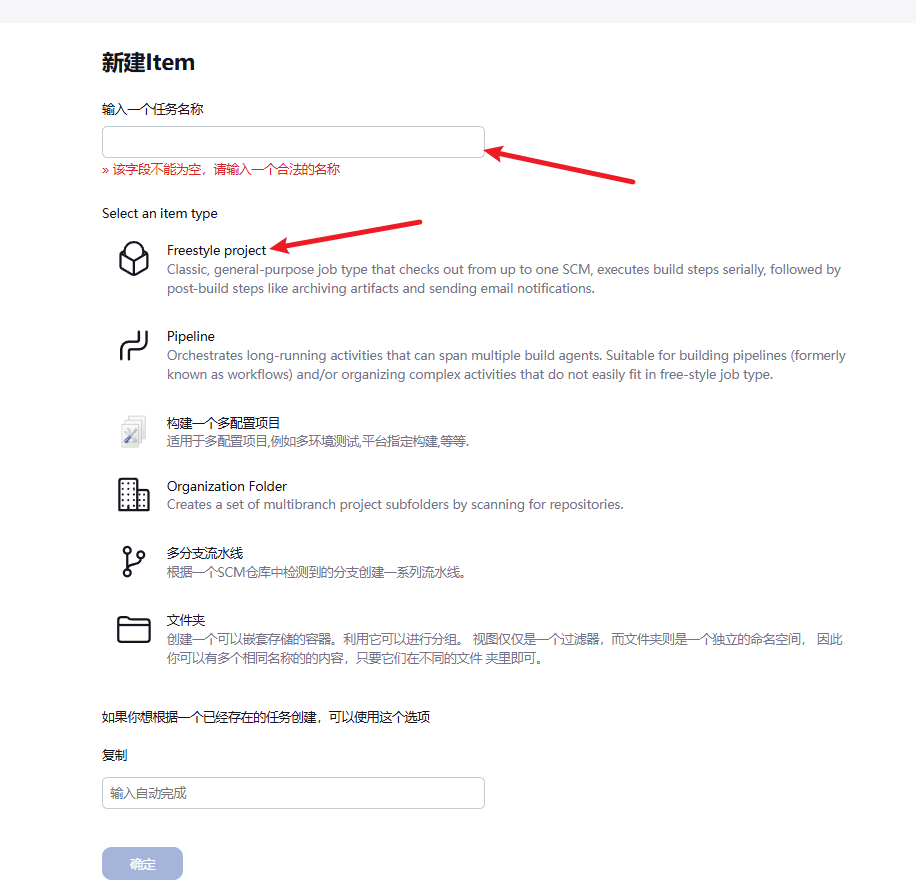 新建Item
输入一个任务名称
» 该字段不能为空，请输入一个合法的名称
Select an item type
Freestyle project
Classic, general-purpose job type that checks out from up to one SCM, executes build steps serially, followed by
post-build steps like archiving artifacts and sending email notifications.
Pipeline
Orchestrates long-running activities that can span multiple build agents. Suitable for building pipelines (formerly
known as workflows) and/or organizing complex activities that do not easily fit in free-style job type.
构建一个多配置项目
适用于多配置项目,例如多环境测试,平台指定构建,等等.
Organization Folder
Creates a set of multibranch project subfolders by scanning for repositories.
多分支流水线
根据一个SCM仓库中检测到的分支创建一系列流水线。
文件夹
创建一个可以嵌套存储的容器。利用它可以进行分组。 视图仅仅是一个过滤器，而文件夹则是一个独立的命名空间， 因此
你可以有多个相同名称的的内容，只要它们在不同的文件 夹里即可。
如果你想根据一个已经存在的任务创建，可以使用这个选项
复制
输入自动完成
确定